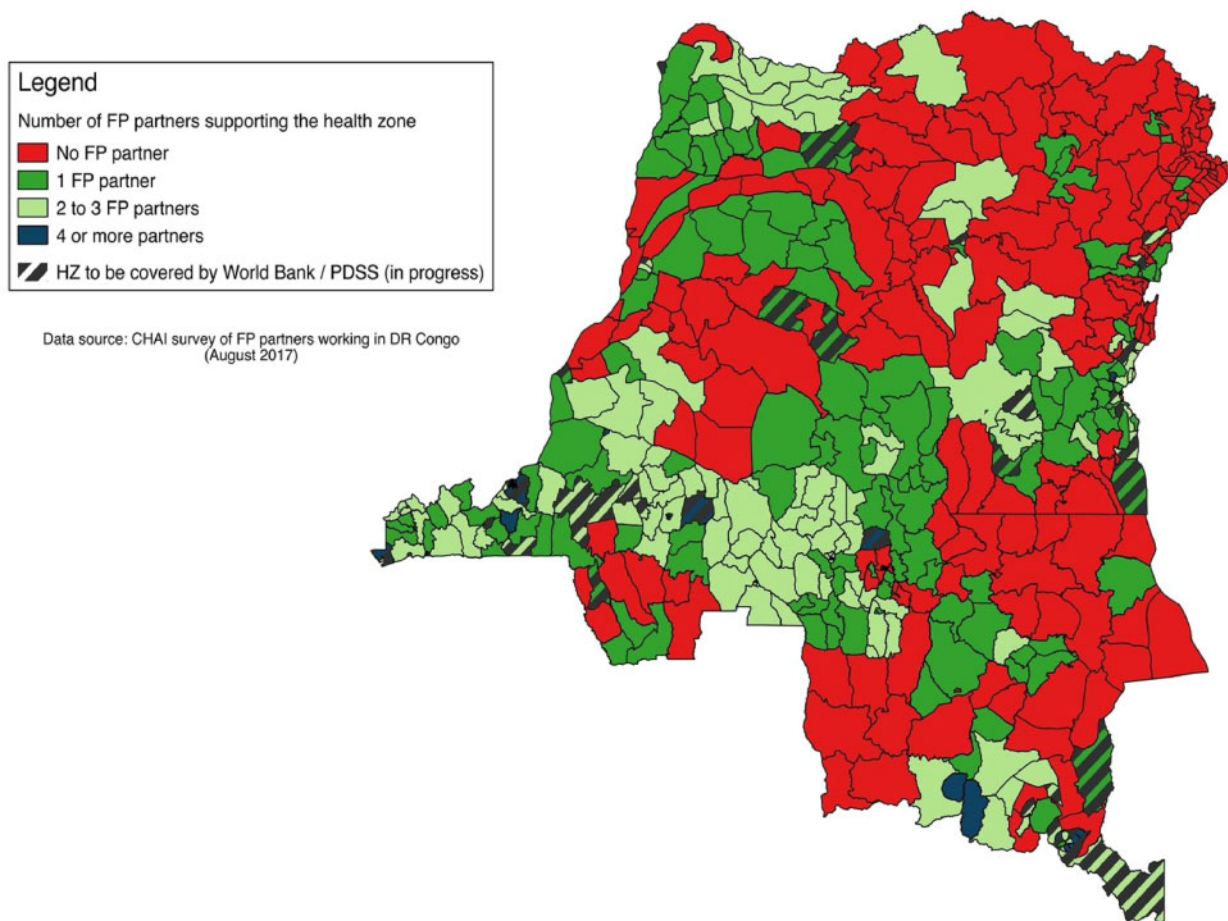 Legend
Number of FP partners supporting the health zone
No FP partner
1 FP partner
2 to 3 FP partners
4 or more partners
HZ to be covered by World Bank / PDSS (in progress)
Data source: CHAI survey of FP partners working in DR Congo
(August 2017)